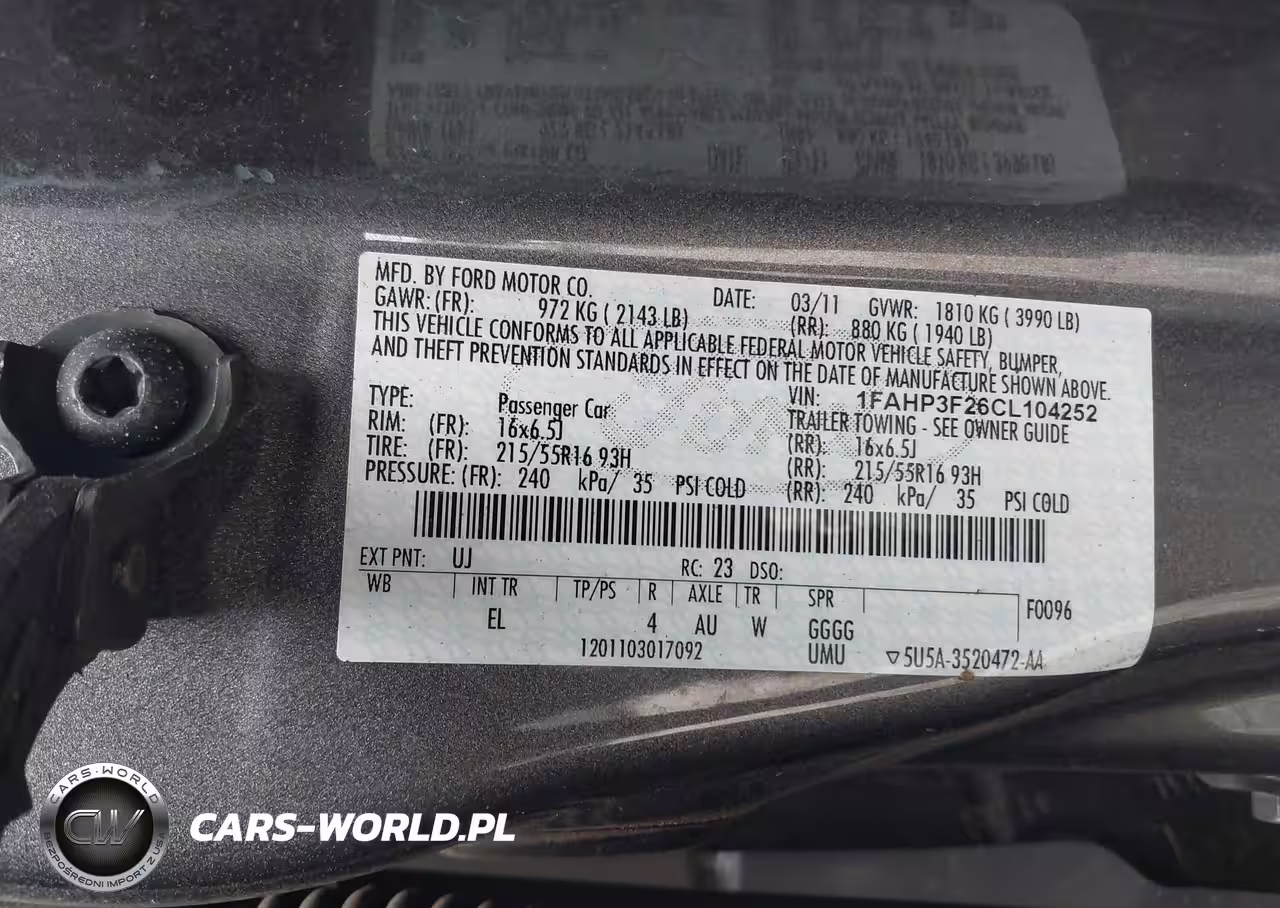 MFD. BY FORD MOTOR CO.
DATE: 03/11 GVWR: 1810 KG ( 3990 LB)
GAWR: (FR): 972 KG ( 2143 LB) (RR): 880 KG ( 1940 LB)
THIS VEHICLE CONFORMS TO ALL APPLICABLE FEDERAL MOTOR VEHICLE SAFETY, BUMPER,
AND THEFT PREVENTION STANDARDS IN EFFECT ON THE DATE OF MANUFACTURE SHOWN ABOVE.
VIN: 1FAHP3F26CL104252
TYPE: Passenger Car TRAILER TOWING - SEE OWNER GUIDE
RIM: (FR): 16x6.5J (RR): 16x6.5J
TIRE: (FR): 215/55R16 93H (RR): 215/55R16 93H
PRESSURE: (FR): 240 kPa/ 35 PSI COLD (RR): 240 kPa/ 35 PSI COLD
EXT PNT: UJ RC: 23 DSO:
WB INT TR TP/PS R AXLE TR SPR F0096
EL 4 AU W GGGG
1201103017092 UMU ▽5U5A-3520472-AA
CARS-WORLD
CW
BEZPOŚREDNI IMPORT Z USA
CARS-WORLD.PL